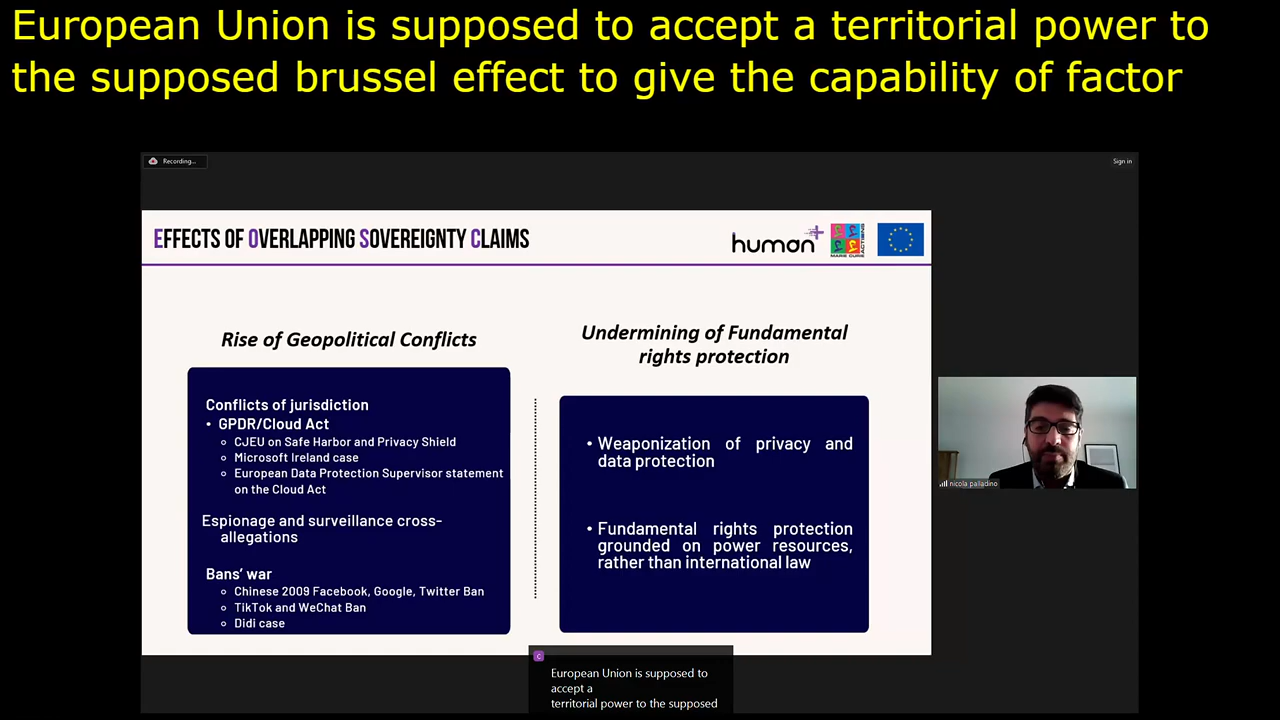 European Union is supposed to accept a territorial power to
the supposed brussel effect to give the capability of factor
Recording...
Sign in
EFFECTS OF OVERLAPPING SOVEREIGNTY CLAIMS
human+
MARIE CURIE
ACTIONS
Rise of Geopolitical Conflicts
Conflicts of jurisdiction
• GPDR/Cloud Act
CJEU on Safe Harbor and Privacy Shield
Microsoft Ireland case
European Data Protection Supervisor statement
on the Cloud Act
Espionage and surveillance cross-
allegations
Bans' war
Chinese 2009 Facebook, Google, Twitter Ban
TikTok and WeChat Ban
Didi case
Undermining of Fundamental
rights protection
• Weaponization of privacy and
data protection
• Fundamental rights protection
grounded on power resources,
rather than international law
nicola palladino
C
European Union is supposed to
accept a
territorial power to the supposed